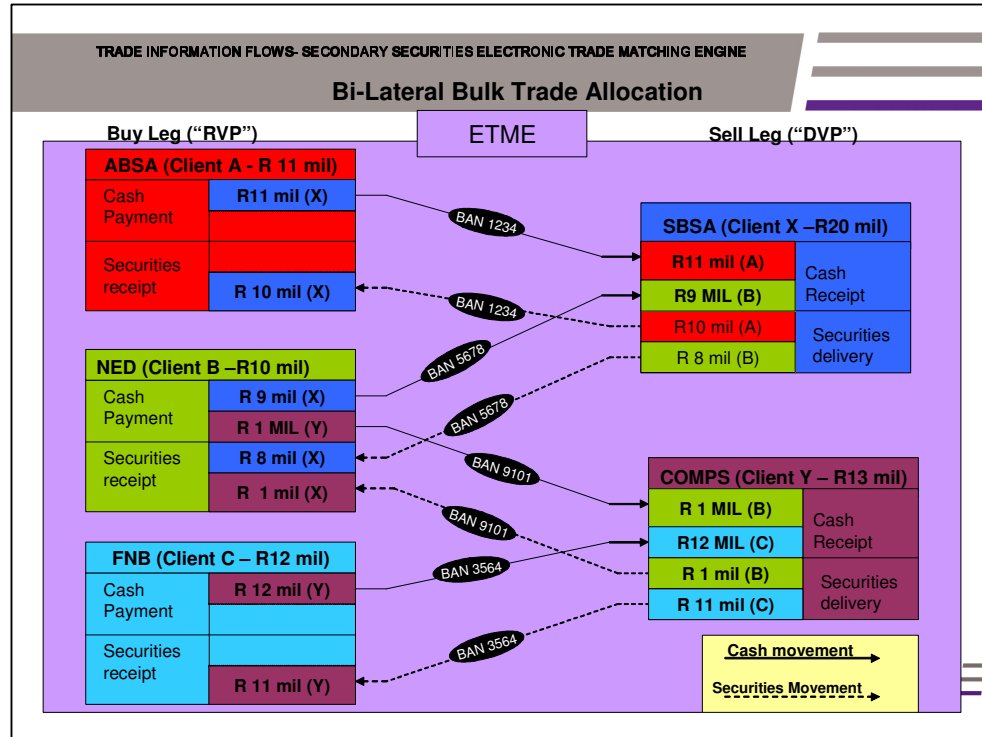 TRADE INFORMATION FLOWS- SECONDARY SECURITIES ELECTRONIC TRADE MATCHING ENGINE
Bi-Lateral Bulk Trade Allocation
Buy Leg (“RVP”)
ETME
Sell Leg (“DVP”)
ABSA (Client A - R 11 mil)
Cash
Payment
R11 mil (X)
Securities
receipt
R 10 mil (X)
NED (Client B –R10 mil)
Cash
Payment
R 9 mil (X)
R 1 MIL (Y)
Securities
receipt
R 8 mil (X)
R  1 mil (X)
FNB (Client C – R12 mil)
Cash
Payment
R 12 mil (Y)
Securities
receipt
R 11 mil (Y)
BAN 1234
BAN 1234
BAN 5678
BAN 5678
BAN 9101
BAN 9101
BAN 3564
BAN 3564
SBSA (Client X –R20 mil)
R11 mil (A)
R9 MIL (B)
Cash
Receipt
R10 mil (A)
R 8 mil (B)
Securities
delivery
COMPS (Client Y – R13 mil)
R 1 MIL (B)
R12 MIL (C)
Cash
Receipt
R 1 mil (B)
R 11 mil (C)
Securities
delivery
Cash movement
Securities Movement